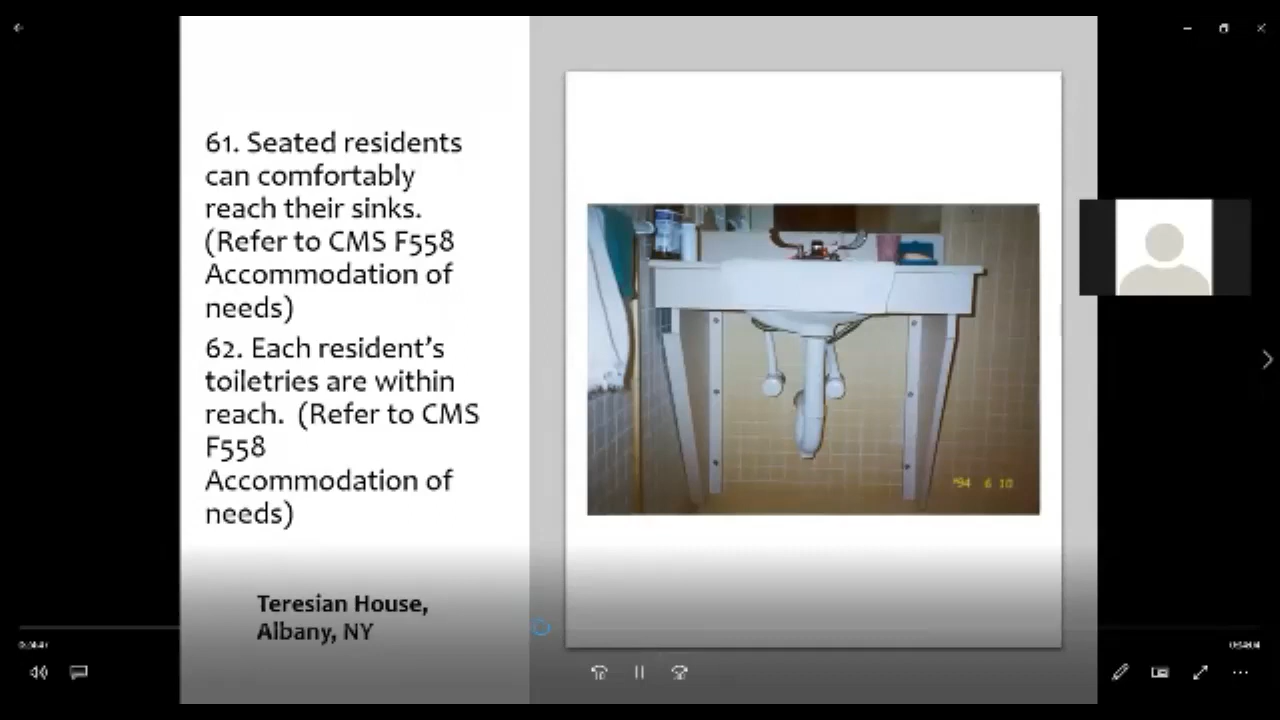 61. Seated residents
can comfortably
reach their sinks.
(Refer to CMS F558
Accommodation of
needs)
62. Each resident’s
toiletries are within
reach.  (Refer to CMS
F558
Accommodation of
needs)
Teresian House,
Albany, NY
'94 6 10